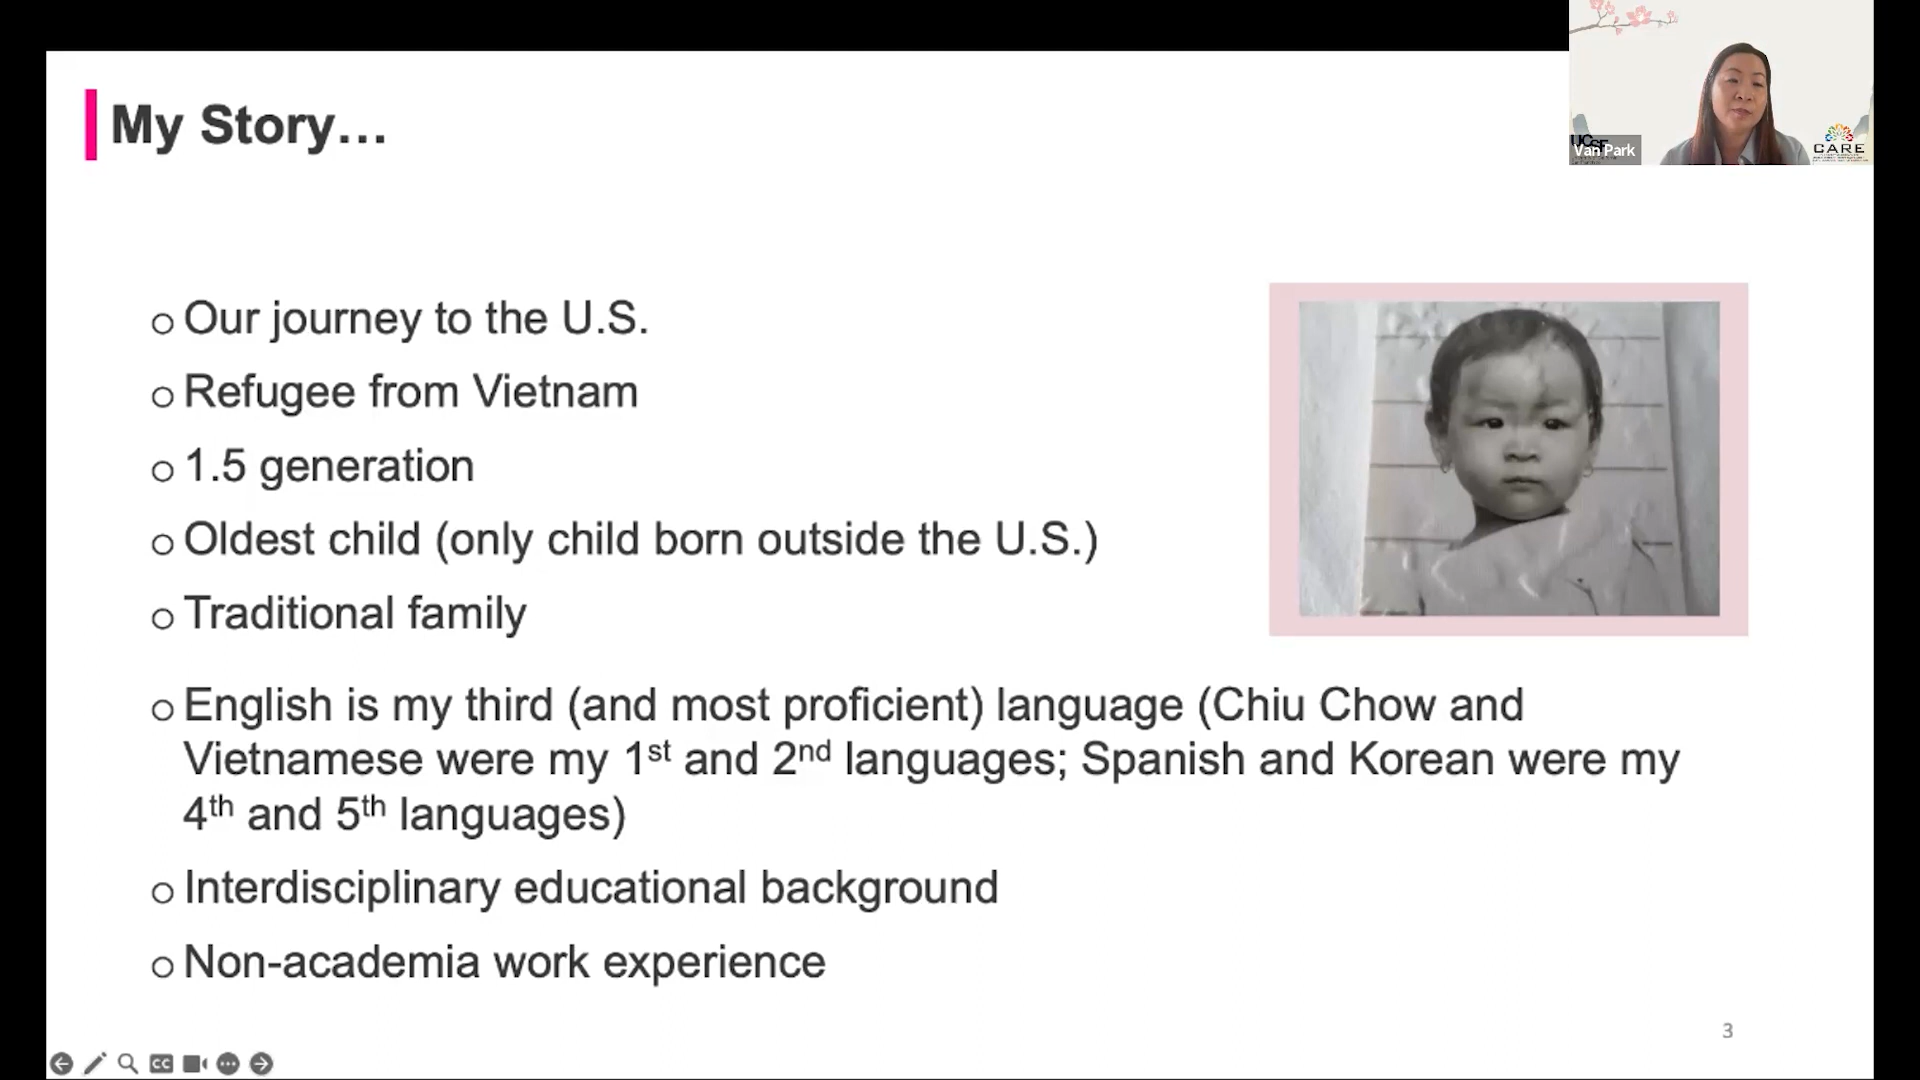 My Story…
UCSF
Van Park
CARE
○ Our journey to the U.S.
○ Refugee from Vietnam
○ 1.5 generation
○ Oldest child (only child born outside the U.S.)
○ Traditional family
○ English is my third (and most proficient) language (Chiu Chow and
Vietnamese were my 1st and 2nd languages; Spanish and Korean were my
4th and 5th languages)
○ Interdisciplinary educational background
○ Non-academia work experience
3
CC